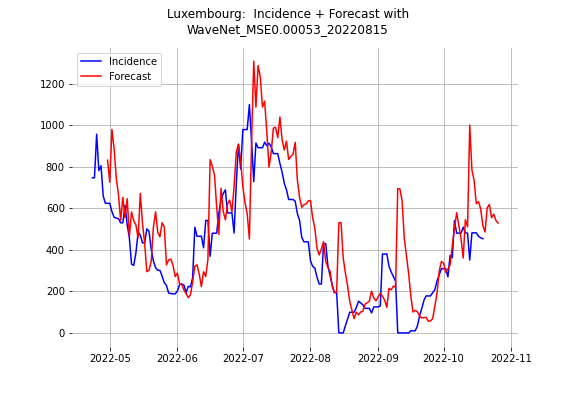 Luxembourg:  Incidence + Forecast with
WaveNet_MSE0.00053_20220815
Incidence
Forecast
1200
1000
800
600
400
200
0
2022-05 2022-06 2022-07 2022-08 2022-09 2022-10 2022-11